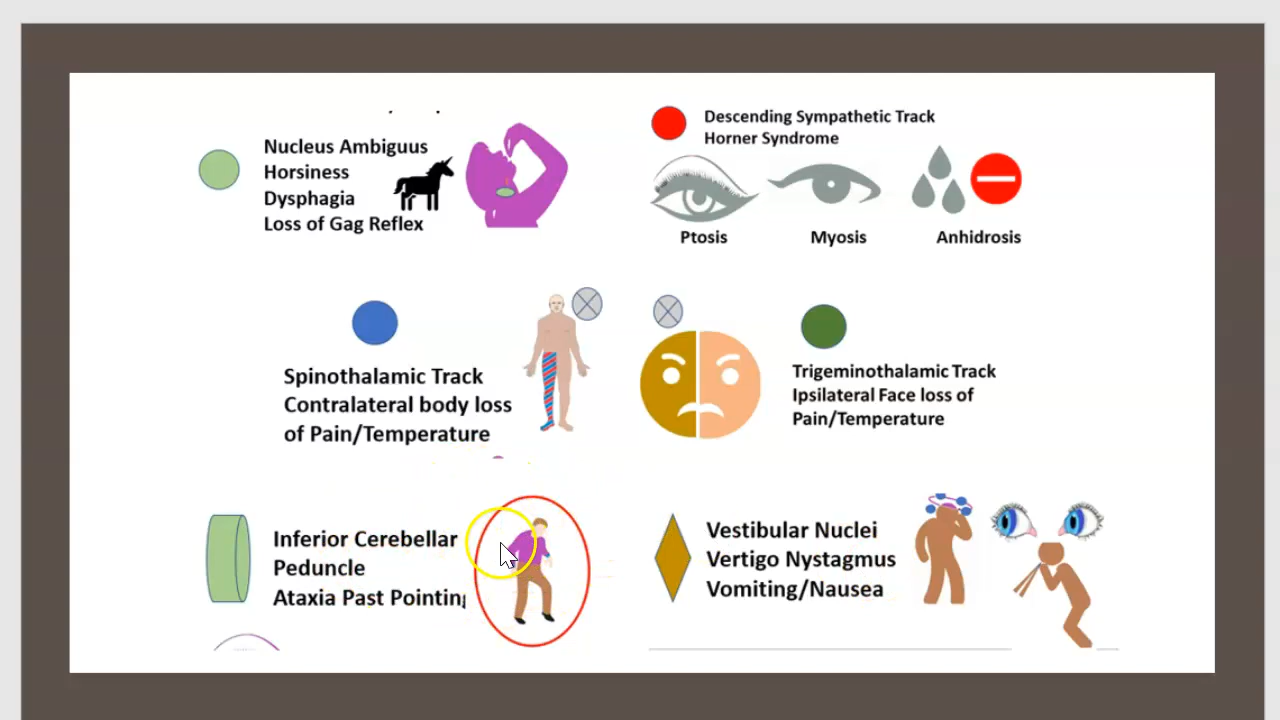 Nucleus Ambiguus
Horsiness
Dysphagia
Loss of Gag Reflex
Descending Sympathetic Track
Horner Syndrome
Ptosis
Myosis
Anhidrosis
Spinothalamic Track
Contralateral body loss
of Pain/Temperature
Trigeminothalamic Track
Ipsilateral Face loss of
Pain/Temperature
Inferior Cerebellar
Peduncle
Ataxia Past Pointing
Vestibular Nuclei
Vertigo Nystagmus
Vomiting/Nausea